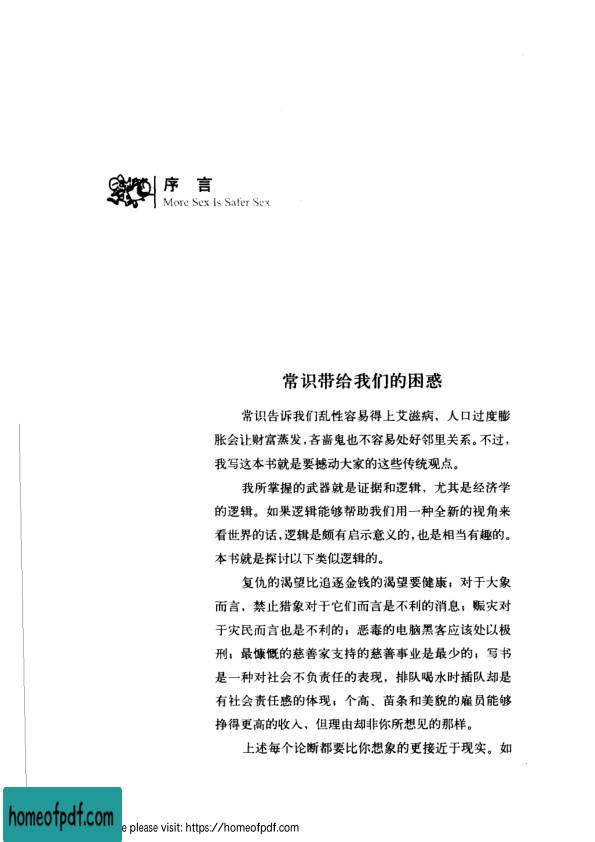 序 言
More Sex Is Safer Sex
常识带给我们的困惑
常识告诉我们乱性容易得上艾滋病，人口过度膨
胀会让财富蒸发，吝啬鬼也不容易处好邻里关系。不过，
我写这本书就是要撼动大家的这些传统观点。
我所掌握的武器就是证据和逻辑，尤其是经济学
的逻辑。如果逻辑能够帮助我们用一种全新的视角来
看世界的话，逻辑是颇有启示意义的，也是相当有趣的。
本书就是探讨以下类似逻辑的。
复仇的渴望比追逐金钱的渴望要健康；对于大象
而言，禁止猎象对于它们而言是不利的消息；赈灾对
于灾民而言也是不利的；恶毒的电脑黑客应该处以极
刑；最慷慨的慈善家支持的慈善事业是最少的；写书
是一种对社会不负责任的表现，排队喝水时插队却是
有社会责任感的体现；个高、苗条和美貌的雇员能够
挣得更高的收入，但理由却非你所想见的那样。
上述每个论断都要比你想象的更接近于现实。如
homeofpdf.com
e please visit: https://homeofpdf.com